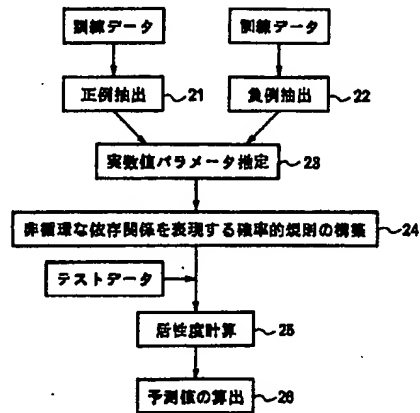 訓練データ 訓練データ
正例抽出 21 負例抽出 22
実数値パラメータ推定 23
非循環な依存関係を表現する確率的規則の構築 24
テストデータ
活性度計算 25
予測値の算出 26